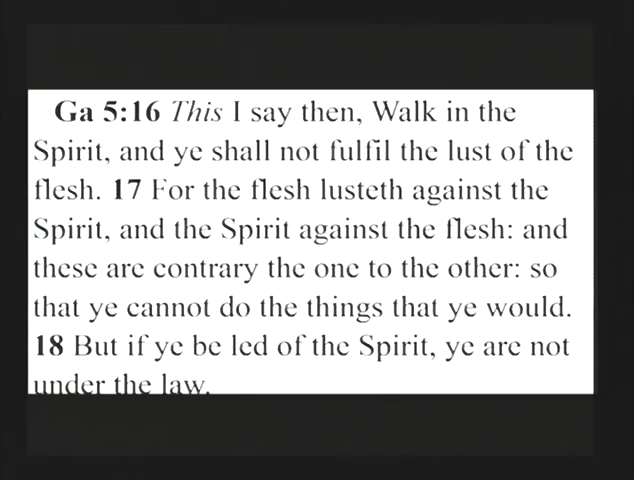 Ga 5:16 This I say then, Walk in the
Spirit, and ye shall not fulfil the lust of the
flesh. 17 For the flesh lusteth against the
Spirit, and the Spirit against the flesh: and
these are contrary the one to the other: so
that ye cannot do the things that ye would.
18 But if ye be led of the Spirit, ye are not
under the law.